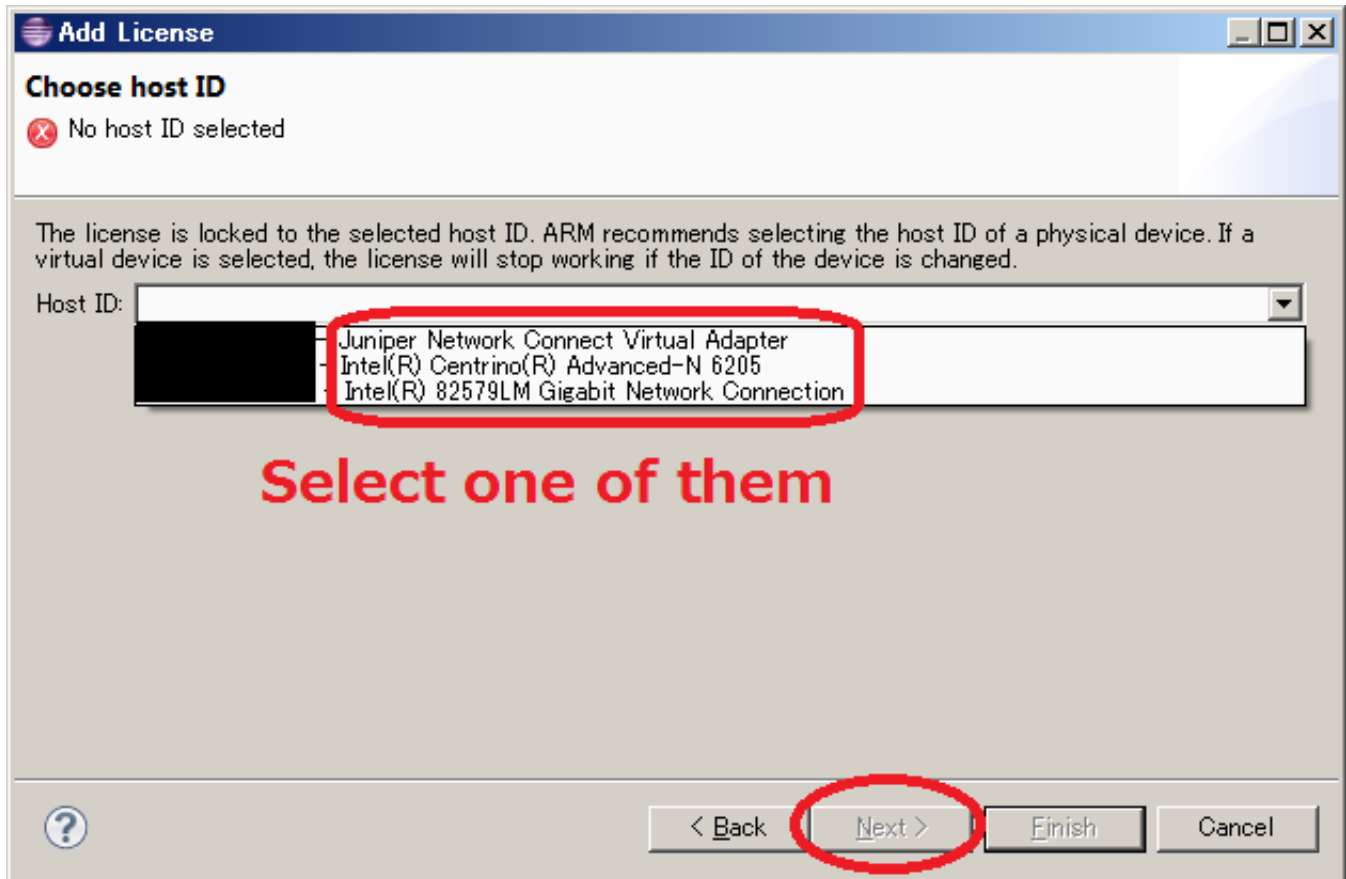 Add License
Choose host ID
No host ID selected
The license is locked to the selected host ID. ARM recommends selecting the host ID of a physical device. If a
virtual device is selected, the license will stop working if the ID of the device is changed.
Host ID:
- Juniper Network Connect Virtual Adapter
- Intel(R) Centrino(R) Advanced-N 6205
- Intel(R) 82579LM Gigabit Network Connection
Select one of them
? < Back Next > Finish Cancel